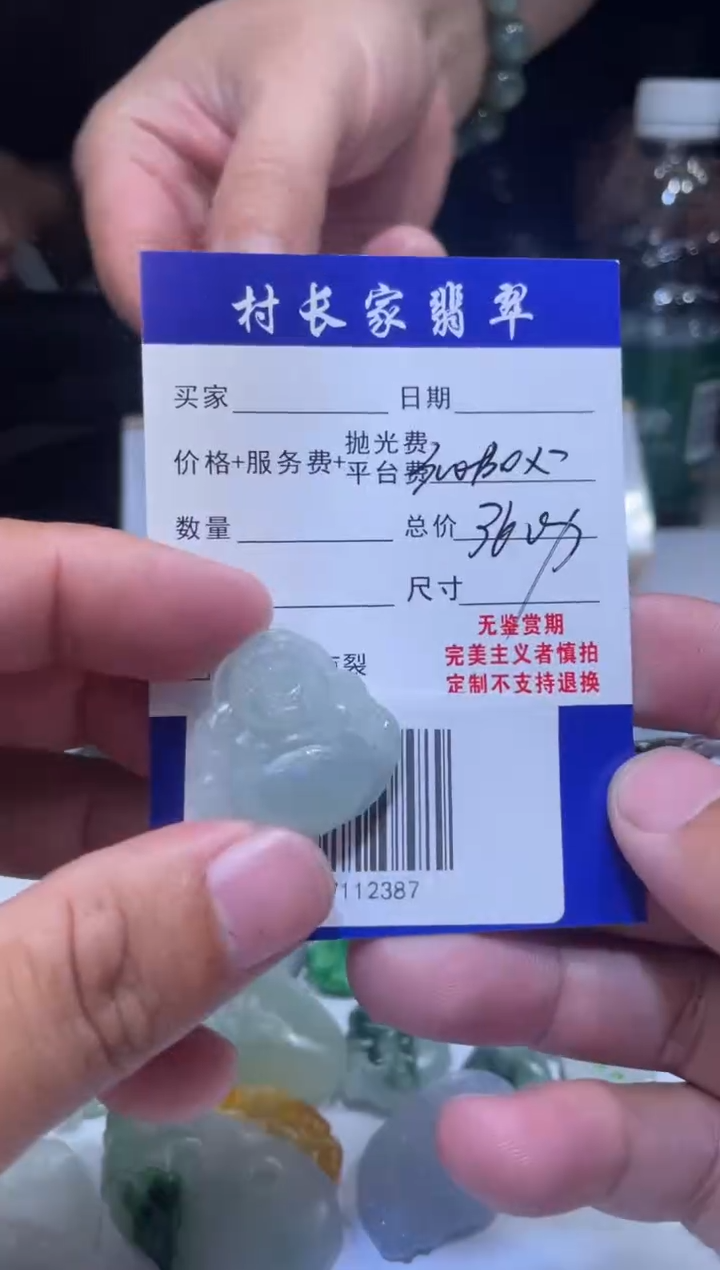 村长家翡翠
买家 日期
价格+服务费+抛光费
平台费
数量 总价 360
尺寸
裂
无鉴赏期
完美主义者慎拍
定制不支持退换
7112387